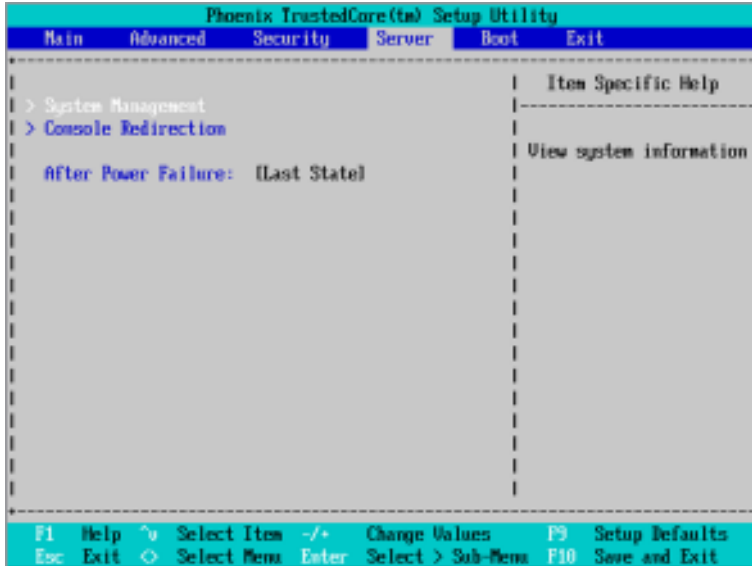 Phoenix TrustedCore(tm) Setup Utility
Main Advanced Security Server Boot Exit
Item Specific Help
> System Management
> Console Redirection
View system information
After Power Failure: [Last State]
F1 Help ^v Select Item -/+ Change Values F9 Setup Defaults
Esc Exit <> Select Menu Enter Select > Sub-Menu F10 Save and Exit